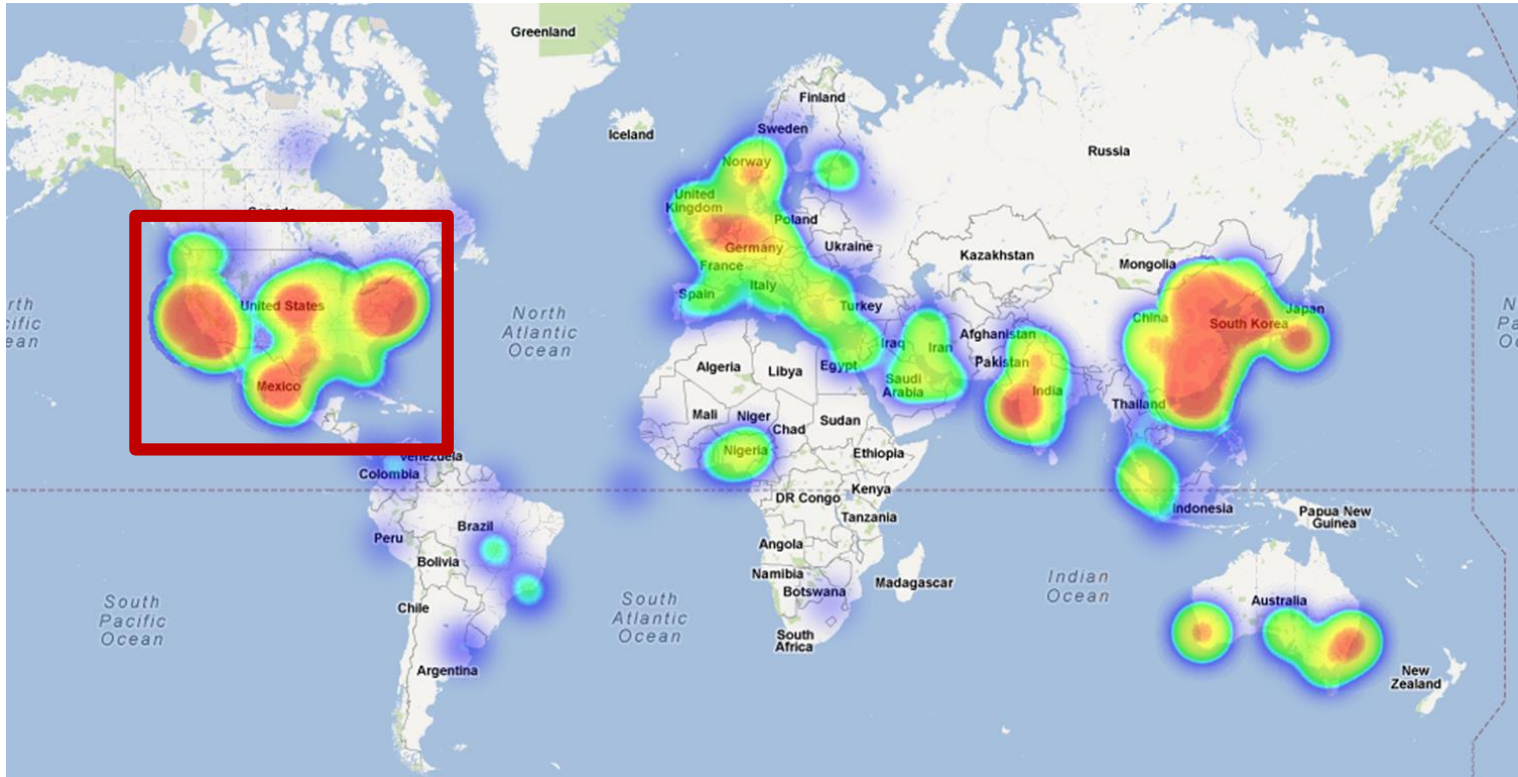 Greenland
Finland
Iceland
Sweden
Russia
Norway
United
Kingdom
Canada
Poland
Ukraine
Germany
Kazakhstan
Mongolia
France
Italy
Spain
Turkey
United States
North
Atlantic
Ocean
China
South Korea
Japan
Afghanistan
Iraq
Iran
Pakistan
Algeria
Libya
Egypt
Saudi
Arabia
India
Mexico
Mali
Niger
Chad
Sudan
Thailand
Nigeria
Ethiopia
Venezuela
Colombia
DR Congo
Kenya
Tanzania
Indonesia
Papua New
Guinea
Brazil
Peru
Bolivia
Angola
Namibia
Botswana
Madagascar
Indian
Ocean
Australia
South
Pacific
Ocean
Chile
South
Atlantic
Ocean
South
Africa
Argentina
New
Zealand